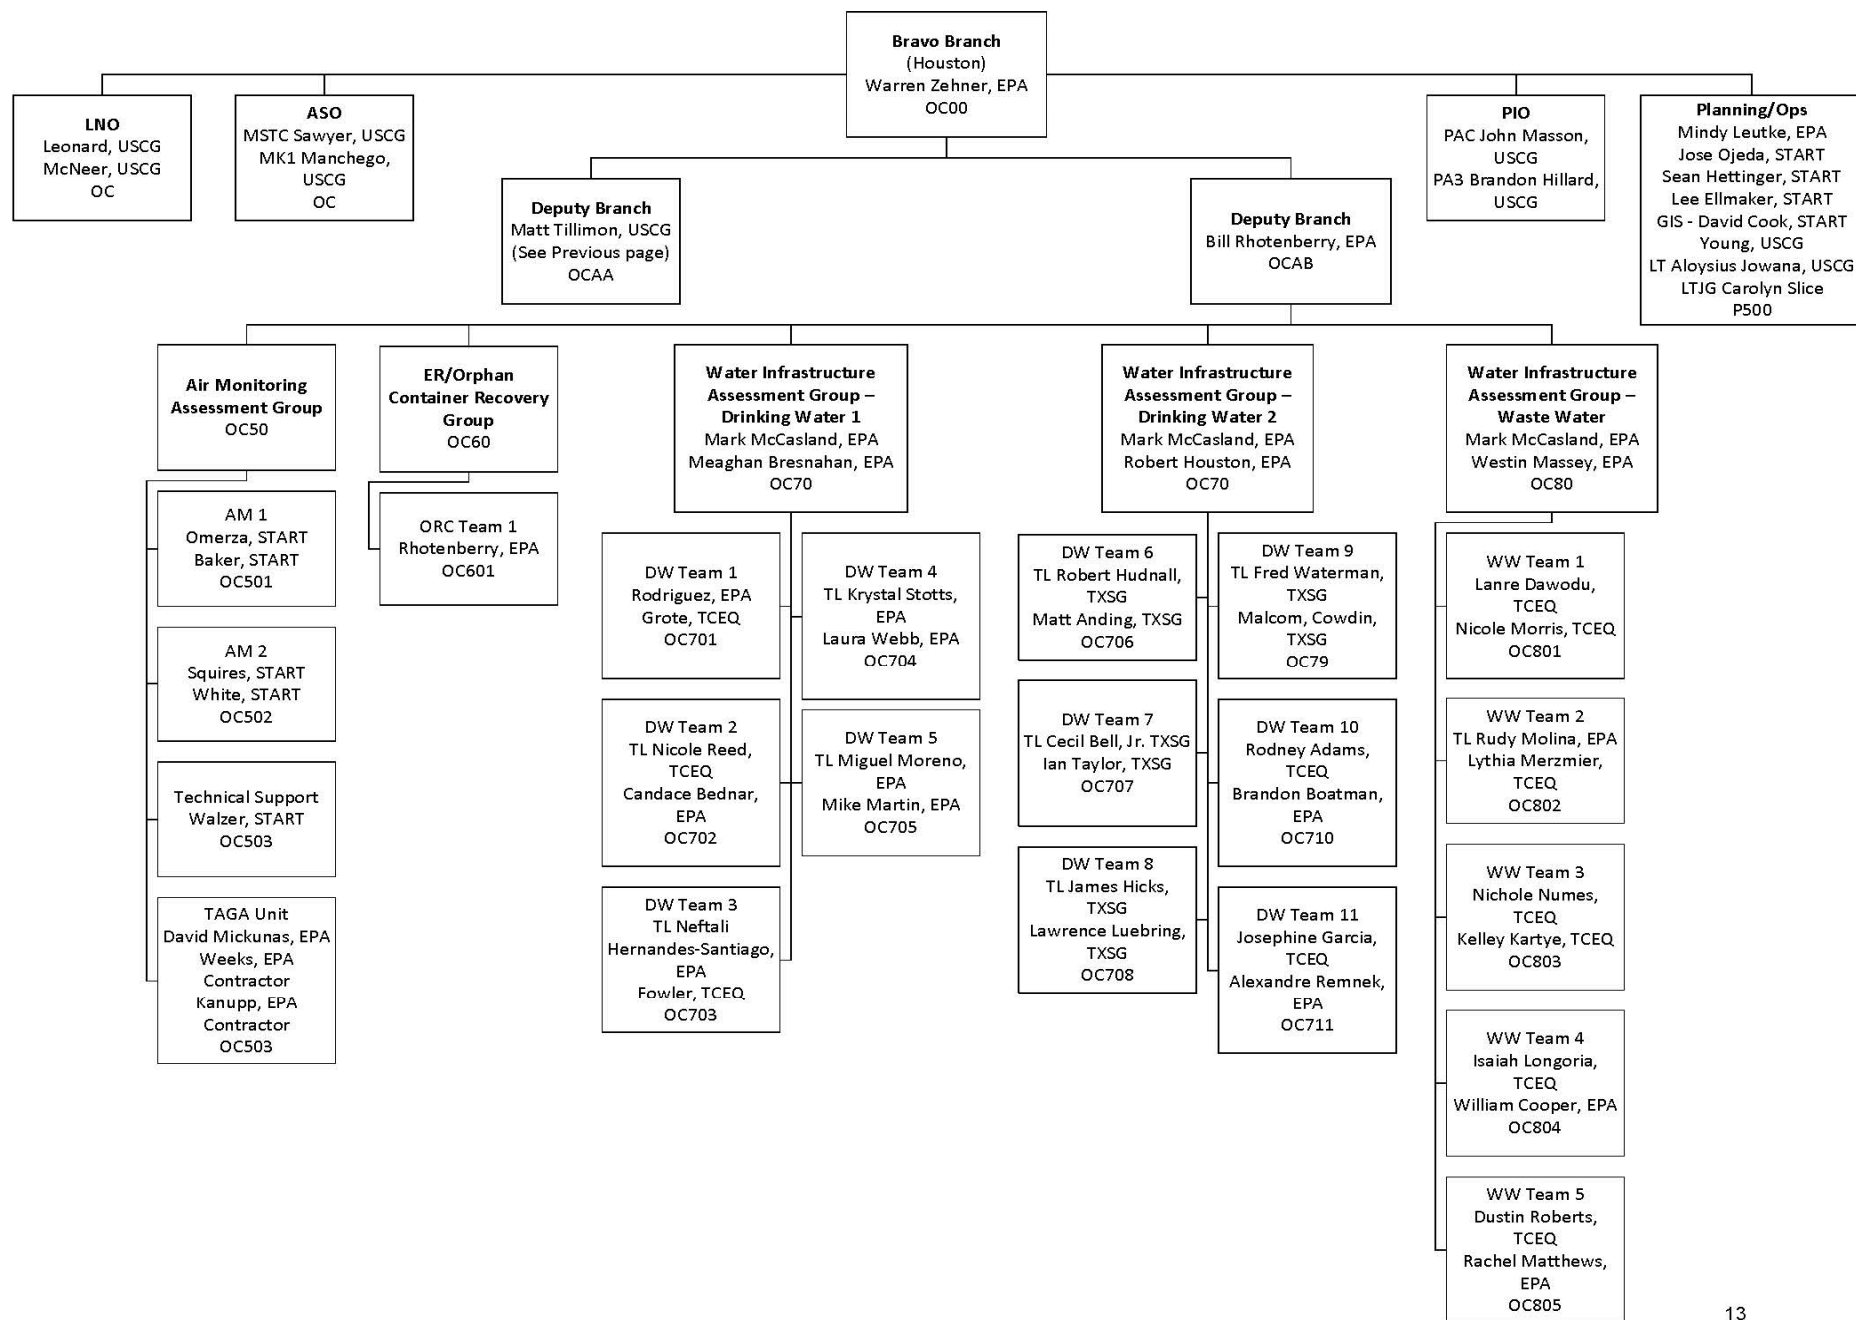 Bravo Branch
(Houston)
Warren Zehner, EPA
OC00
LNO
Leonard, USCG
McNeer, USCG
OC
ASO
MSTC Sawyer, USCG
MK1 Manchego,
USCG
OC
PIO
PAC John Masson,
USCG
PA3 Brandon Hillard,
USCG
Planning/Ops
Mindy Leutke, EPA
Jose Ojeda, START
Sean Hettinger, START
Lee Ellmaker, START
GIS - David Cook, START
Young, USCG
LT Aloysius Jowana, USCG
LTJG Carolyn Slice
P500
Deputy Branch
Matt Tillimon, USCG
(See Previous page)
OCAA
Deputy Branch
Bill Rhotenberry, EPA
OCAB
Air Monitoring
Assessment Group
OC50
ER/Orphan
Container Recovery
Group
OC60
Water Infrastructure
Assessment Group –
Drinking Water 1
Mark McCasland, EPA
Meaghan Bresnahan, EPA
OC70
Water Infrastructure
Assessment Group –
Drinking Water 2
Mark McCasland, EPA
Robert Houston, EPA
OC70
Water Infrastructure
Assessment Group –
Waste Water
Mark McCasland, EPA
Westin Massey, EPA
OC80
AM 1
Omerza, START
Baker, START
OC501
AM 2
Squires, START
White, START
OC502
Technical Support
Walzer, START
OC503
TAGA Unit
David Mickunas, EPA
Weeks, EPA
Contractor
Kanupp, EPA
Contractor
OC503
ORC Team 1
Rhotenberry, EPA
OC601
DW Team 1
Rodriguez, EPA
Grote, TCEQ
OC701
DW Team 2
TL Nicole Reed,
TCEQ
Candace Bednar,
EPA
OC702
DW Team 3
TL Neftali
Hernandes-Santiago,
EPA
Fowler, TCEQ
OC703
DW Team 4
TL Krystal Stotts,
EPA
Laura Webb, EPA
OC704
DW Team 5
TL Miguel Moreno,
EPA
Mike Martin, EPA
OC705
DW Team 6
TL Robert Hudnall,
TXSG
Matt Anding, TXSG
OC706
DW Team 7
TL Cecil Bell, Jr. TXSG
Ian Taylor, TXSG
OC707
DW Team 8
TL James Hicks,
TXSG
Lawrence Luebring,
TXSG
OC708
DW Team 9
TL Fred Waterman,
TXSG
Malcom, Cowdin,
TXSG
OC79
DW Team 10
Rodney Adams,
TCEQ
Brandon Boatman,
EPA
OC710
DW Team 11
Josephine Garcia,
TCEQ
Alexandre Remnek,
EPA
OC711
WW Team 1
Lanre Dawodu,
TCEQ
Nicole Morris, TCEQ
OC801
WW Team 2
TL Rudy Molina, EPA
Lythia Merzmier,
TCEQ
OC802
WW Team 3
Nichole Numes,
TCEQ
Kelley Kartye, TCEQ
OC803
WW Team 4
Isaiah Longoria,
TCEQ
William Cooper, EPA
OC804
WW Team 5
Dustin Roberts,
TCEQ
Rachel Matthews,
EPA
OC805
13